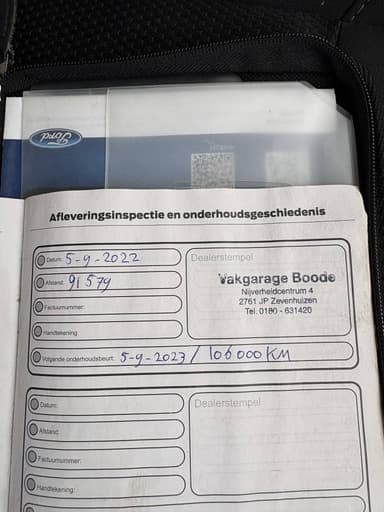 Ford
Afleveringsinspectie en onderhoudsgeschiedenis
Datum: 5-9-2022
Afstand: 91579
Factuurnummer:
Handtekening:
Volgende onderhoudsbeurt: 5-9-2023 / 106000 KM
Dealerstempel
Vakgarage Boode
Nijverheidcentrum 4
2761 JP Zevenhuizen
Tel. 0180 - 631420
Datum:
Afstand:
Factuurnummer:
Handtekening:
Dealerstempel